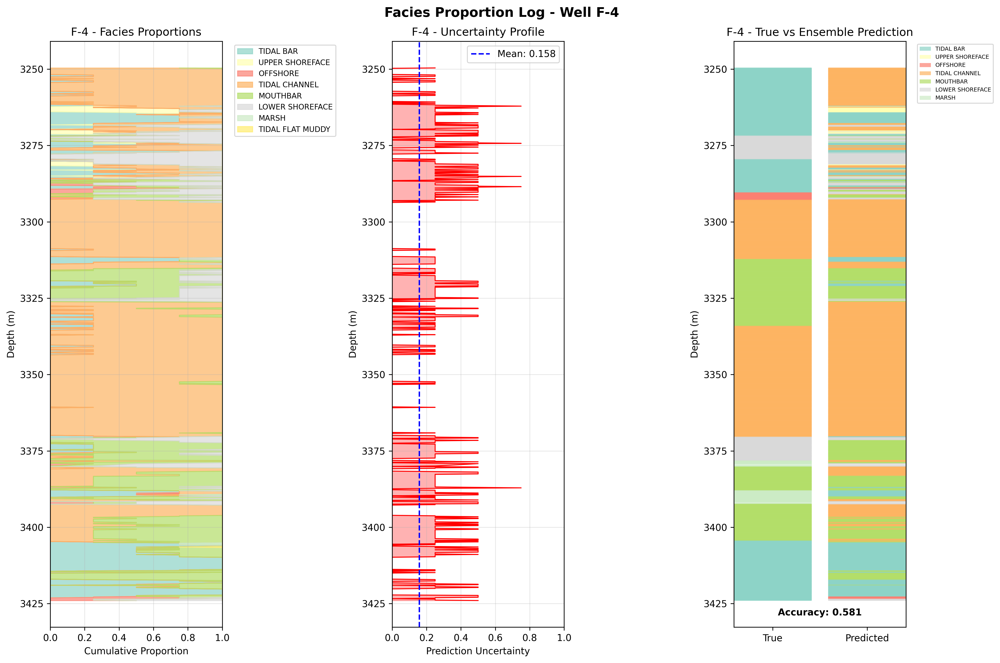 Facies Proportion Log - Well F-4
F-4 - Facies Proportions
Depth (m)
3250
3275
3300
3325
3350
3375
3400
3425
0.0 0.2 0.4 0.6 0.8 1.0
Cumulative Proportion
TIDAL BAR
UPPER SHOREFACE
OFFSHORE
TIDAL CHANNEL
MOUTHBAR
LOWER SHOREFACE
MARSH
TIDAL FLAT MUDDY
F-4 - Uncertainty Profile
Mean: 0.158
Depth (m)
3250
3275
3300
3325
3350
3375
3400
3425
0.0 0.2 0.4 0.6 0.8 1.0
Prediction Uncertainty
F-4 - True vs Ensemble Prediction
Depth (m)
3250
3275
3300
3325
3350
3375
3400
3425
Accuracy: 0.581
True Predicted
TIDAL BAR
UPPER SHOREFACE
OFFSHORE
TIDAL CHANNEL
MOUTHBAR
LOWER SHOREFACE
MARSH